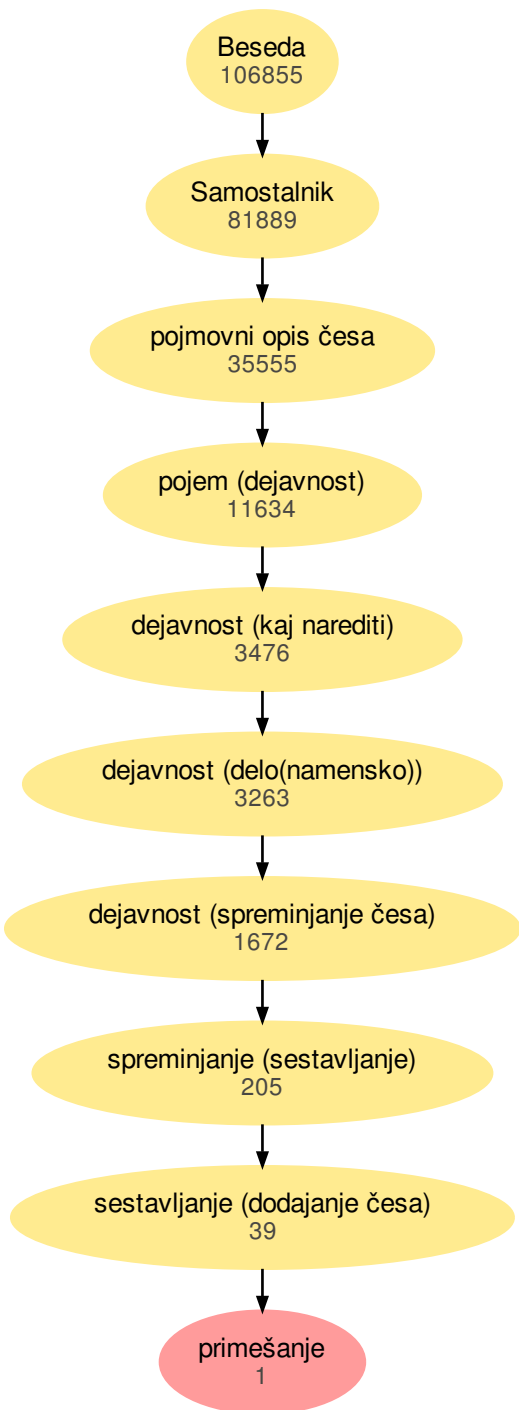 Beseda
106855
Samostalnik
81889
pojmovni opis česa
35555
pojem (dejavnost)
11634
dejavnost (kaj narediti)
3476
dejavnost (delo(namensko))
3263
dejavnost (spreminjanje česa)
1672
spreminjanje (sestavljanje)
205
sestavljanje (dodajanje česa)
39
primešanje
1